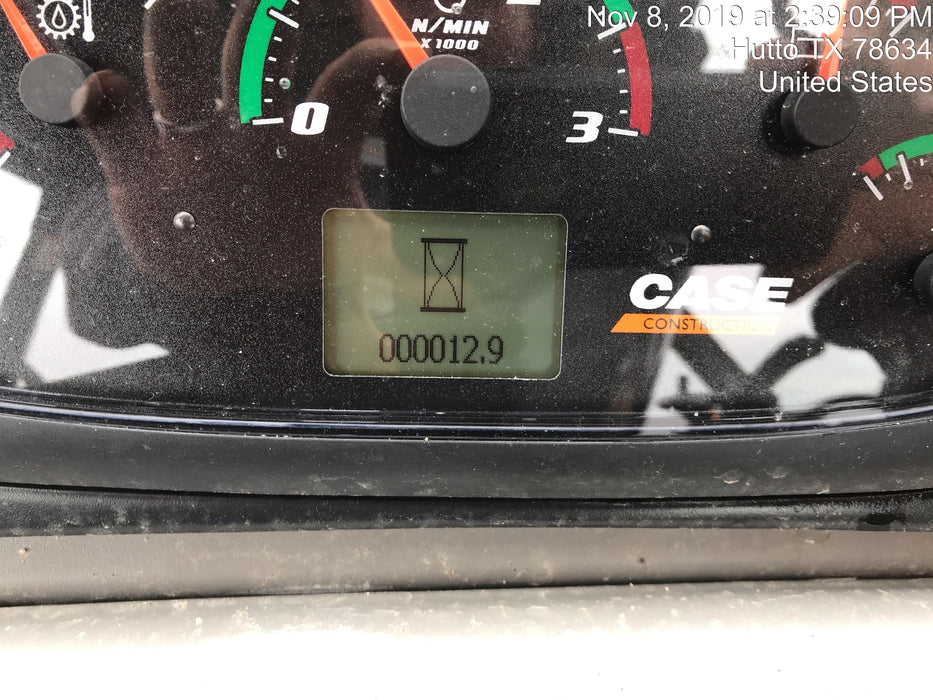 Nov 8, 2019 at 2:39:09 PM
Hutto TX 78634
United States
N/MIN
X 1000
0
3
000012.9
CASE
CONSTRUCTION